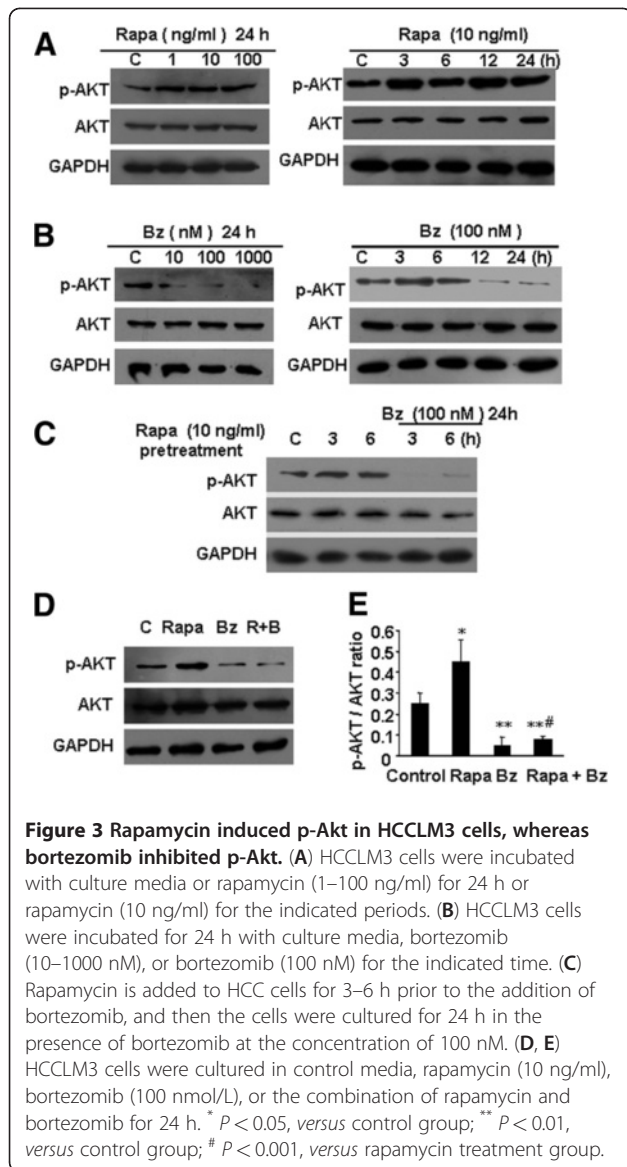 A
Rapa ( ng/ml ) 24 h
C 1 10 100
p-AKT
AKT
GAPDH
Rapa (10 ng/ml)
C 3 6 12 24 (h)
p-AKT
AKT
GAPDH
B
Bz ( nM ) 24 h
C 10 100 1000
p-AKT
AKT
GAPDH
Bz (100 nM )
C 3 6 12 24 (h)
p-AKT
AKT
GAPDH
C
Bz (100 nM ) 24h
Rapa (10 ng/ml)
pretreatment
C 3 6 3 6 (h)
p-AKT
AKT
GAPDH
D
C Rapa Bz R+B
p-AKT
AKT
GAPDH
E
p-AKT / AKT ratio
0.6
0.5
0.4
0.3
0.2
0.1
0
*
**
**#
Control Rapa Bz Rapa + Bz
Figure 3 Rapamycin induced p-Akt in HCCLM3 cells, whereas
bortezomib inhibited p-Akt. (A) HCCLM3 cells were incubated
with culture media or rapamycin (1–100 ng/ml) for 24 h or
rapamycin (10 ng/ml) for the indicated periods. (B) HCCLM3 cells
were incubated for 24 h with culture media, bortezomib
(10–1000 nM), or bortezomib (100 nM) for the indicated time. (C)
Rapamycin is added to HCC cells for 3–6 h prior to the addition of
bortezomib, and then the cells were cultured for 24 h in the
presence of bortezomib at the concentration of 100 nM. (D, E)
HCCLM3 cells were cultured in control media, rapamycin (10 ng/ml),
bortezomib (100 nmol/L), or the combination of rapamycin and
bortezomib for 24 h. * P < 0.05, versus control group; ** P < 0.01,
versus control group; # P < 0.001, versus rapamycin treatment group.